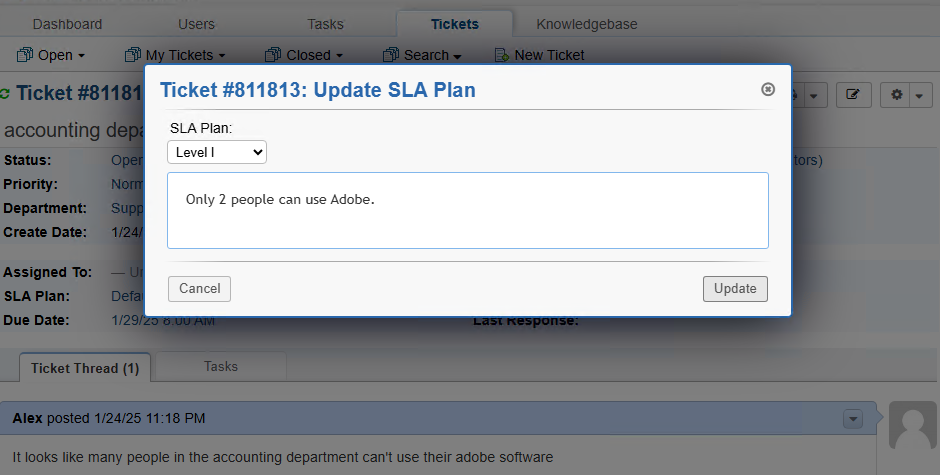 Dashboard Users Tasks Tickets Knowledgebase
Open My Tickets Closed Search New Ticket
Ticket #81181
Ticket #811813: Update SLA Plan
accounting depa
SLA Plan:
Level I
Only 2 people can use Adobe.
Cancel Update
Status: Open
tors)
Priority: Norm
Department: Supp
Create Date: 1/24/
Assigned To: — Un
SLA Plan: Defau
Due Date: 1/29/25 8:00 AM Last Response:
Ticket Thread (1) Tasks
Alex posted 1/24/25 11:18 PM
It looks like many people in the accounting department can't use their adobe software